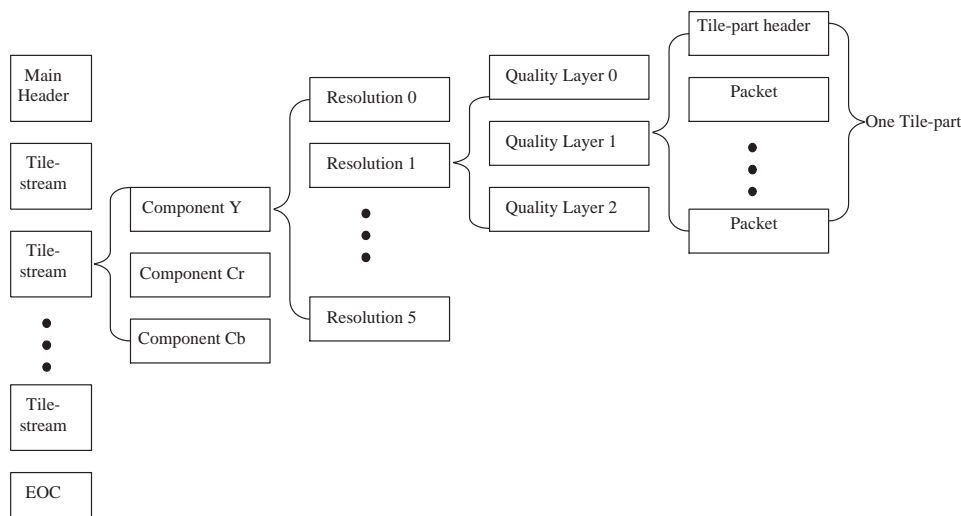 Main
Header
Tile-
stream
Tile-
stream
Tile-
stream
EOC
Component Y
Component Cr
Component Cb
Resolution 0
Resolution 1
Resolution 5
Quality Layer 0
Quality Layer 1
Quality Layer 2
Tile-part header
Packet
Packet
One Tile-part